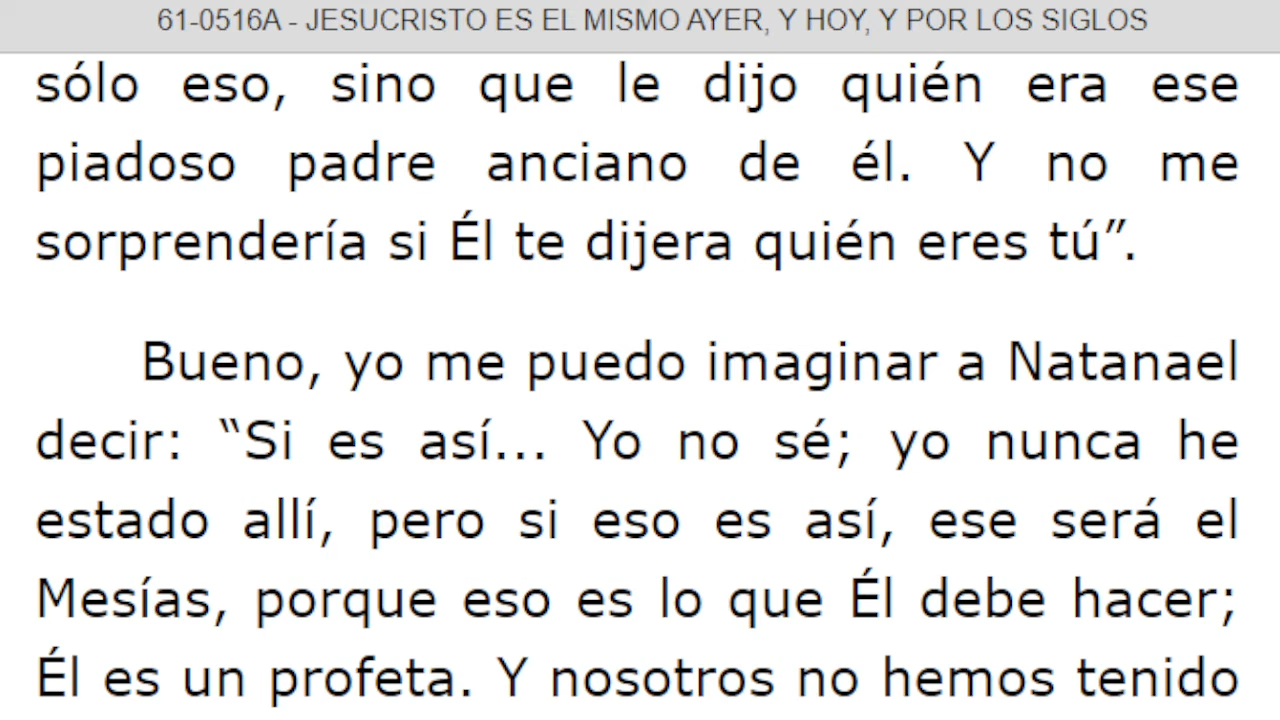 61-0516A - JESUCRISTO ES EL MISMO AYER, Y HOY, Y POR LOS SIGLOS
sólo eso, sino que le dijo quién era ese
piadoso padre anciano de él. Y no me
sorprendería si Él te dijera quién eres tú”.
Bueno, yo me puedo imaginar a Natanael
decir: “Si es así... Yo no sé; yo nunca he
estado allí, pero si eso es así, ese será el
Mesías, porque eso es lo que Él debe hacer;
Él es un profeta. Y nosotros no hemos tenido